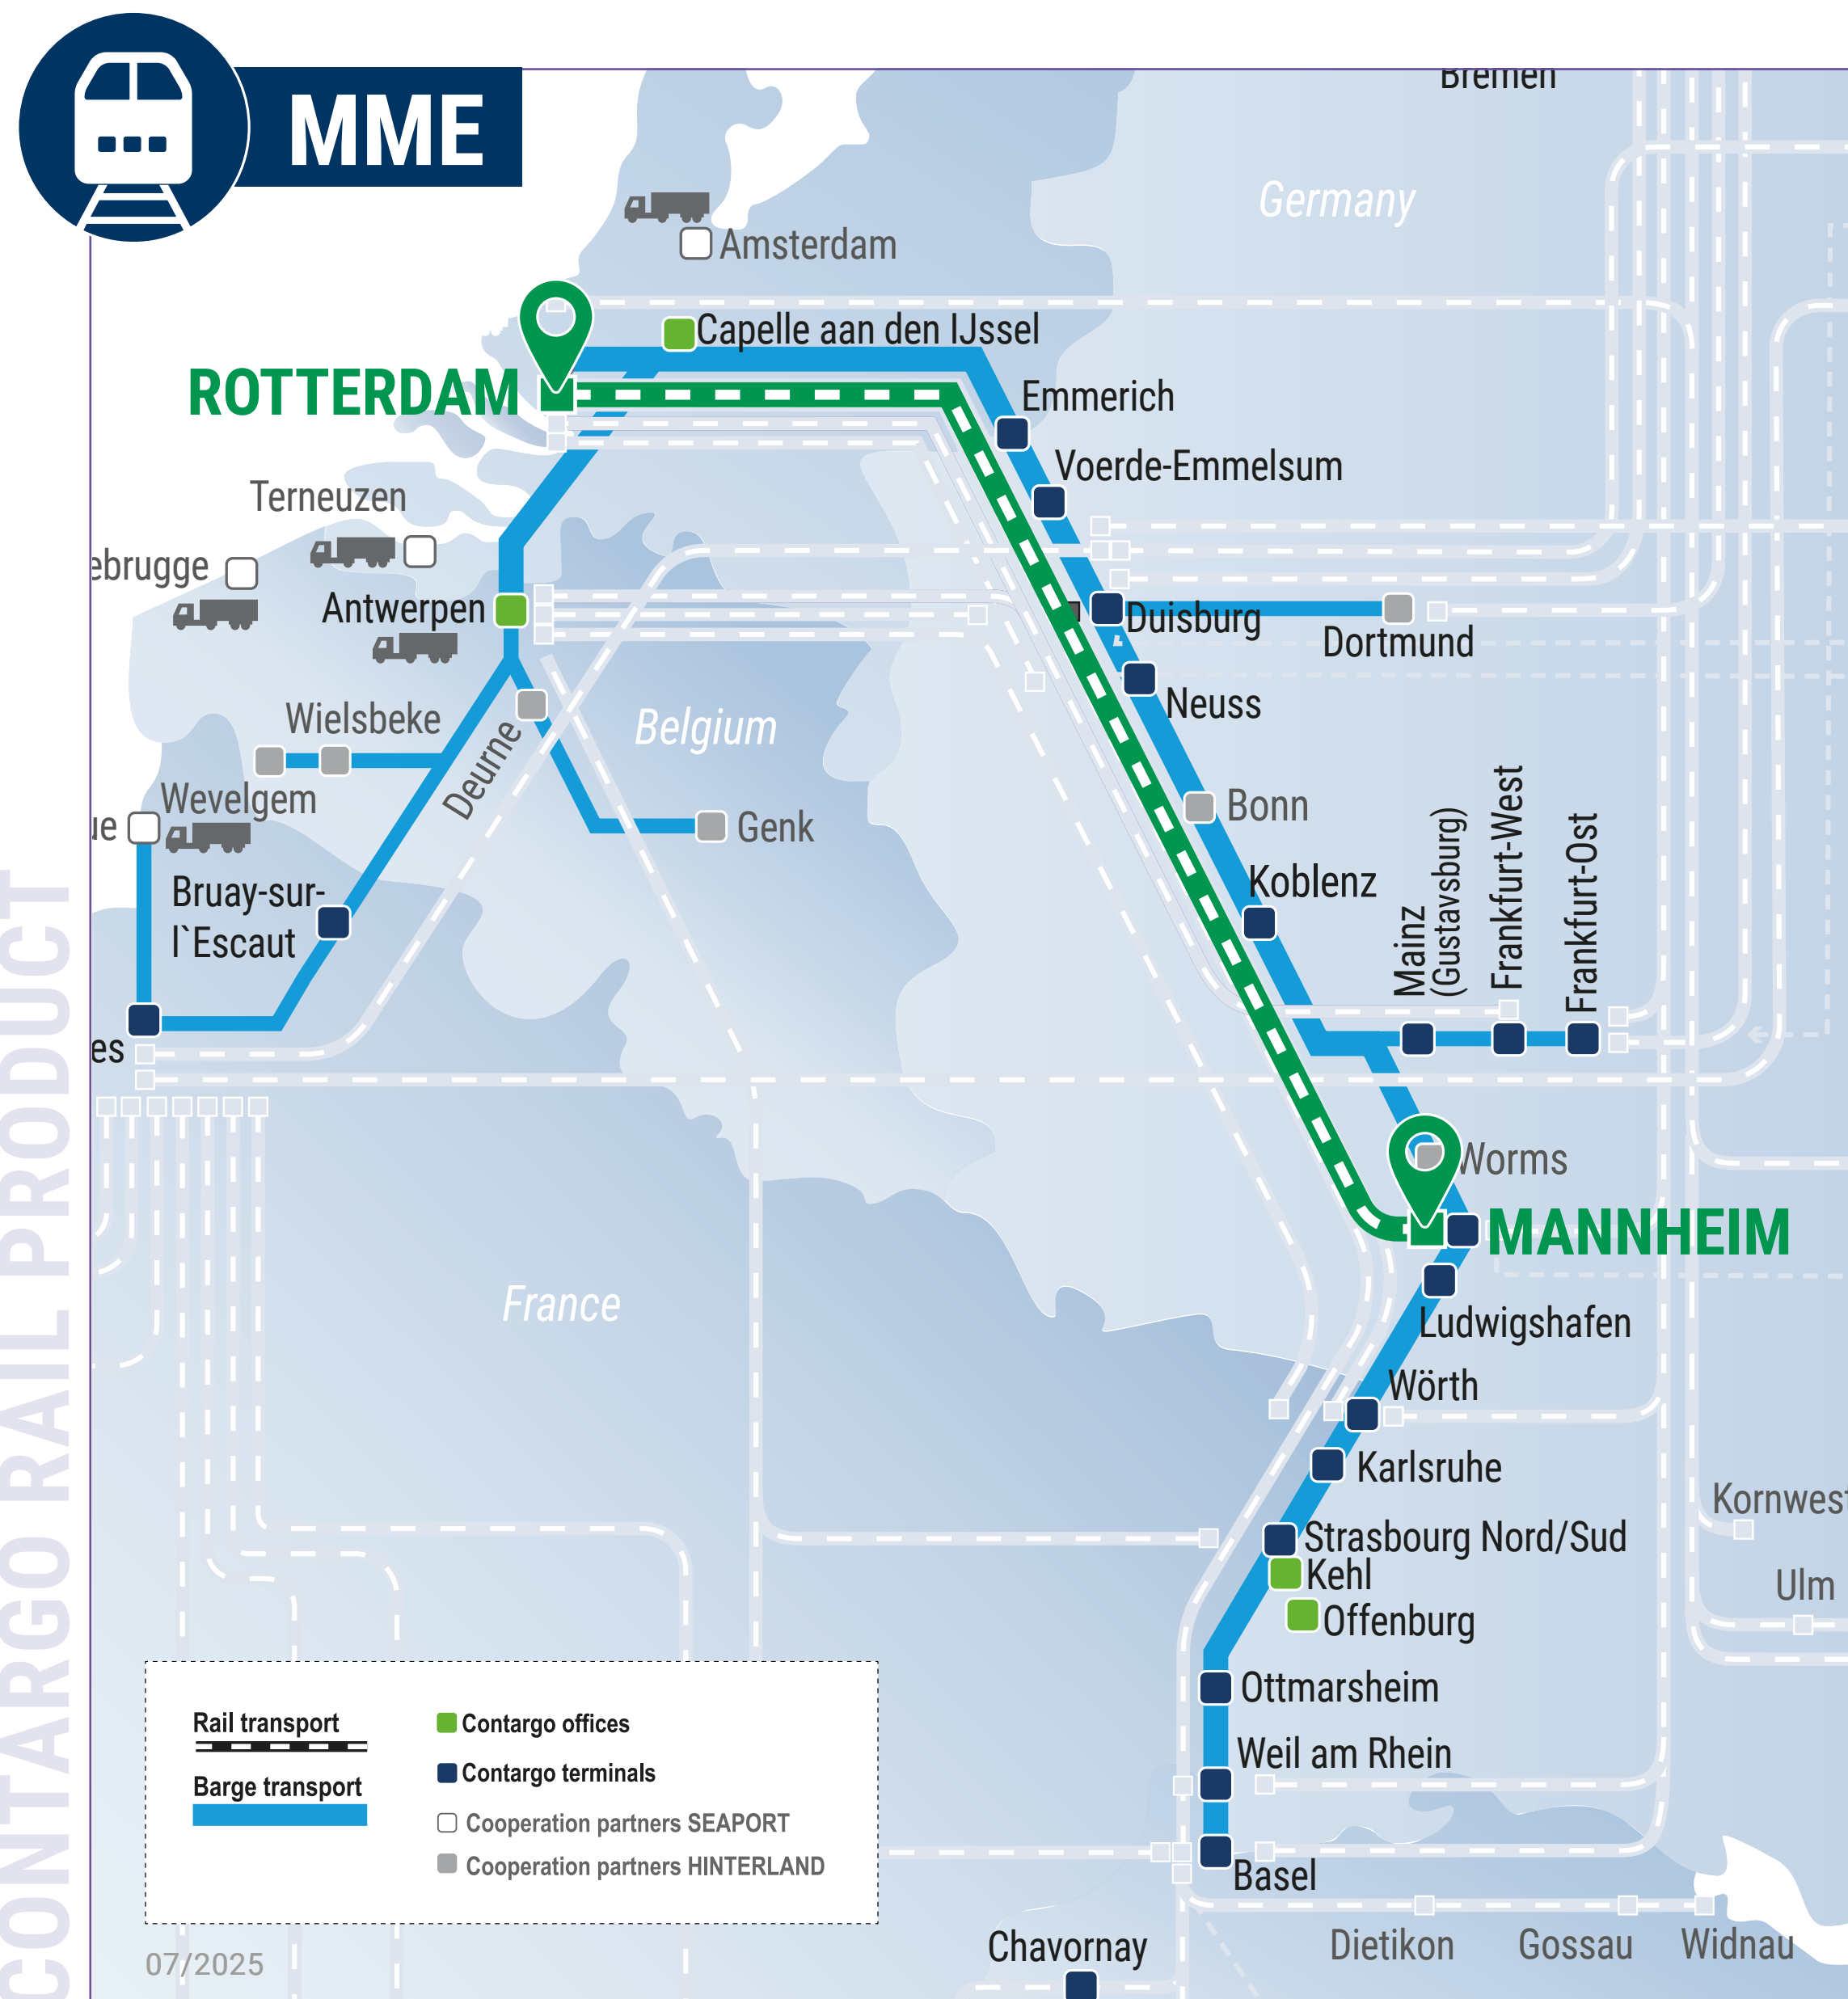 MME
Bremen
Germany
Amsterdam
Capelle aan den IJssel
ROTTERDAM
Emmerich
Voerde-Emmelsum
Terneuzen
ebrugge
Antwerpen
Duisburg
Dortmund
Neuss
Wielsbeke
Belgium
Deurne
Wevelgem
ue
Genk
Bonn
Koblenz
Mainz
(Gustavsburg)
Frankfurt-West
Frankfurt-Ost
Bruay-sur-
l`Escaut
es
Worms
MANNHEIM
Ludwigshafen
France
Wörth
Karlsruhe
Kornwest
Strasbourg Nord/Sud
Kehl
Ulm
Offenburg
Ottmarsheim
Weil am Rhein
Basel
Chavornay
Dietikon
Gossau
Widnau
Rail transport
Barge transport
Contargo offices
Contargo terminals
Cooperation partners SEAPORT
Cooperation partners HINTERLAND
07/2025
CONTARGO RAIL PRODUCT